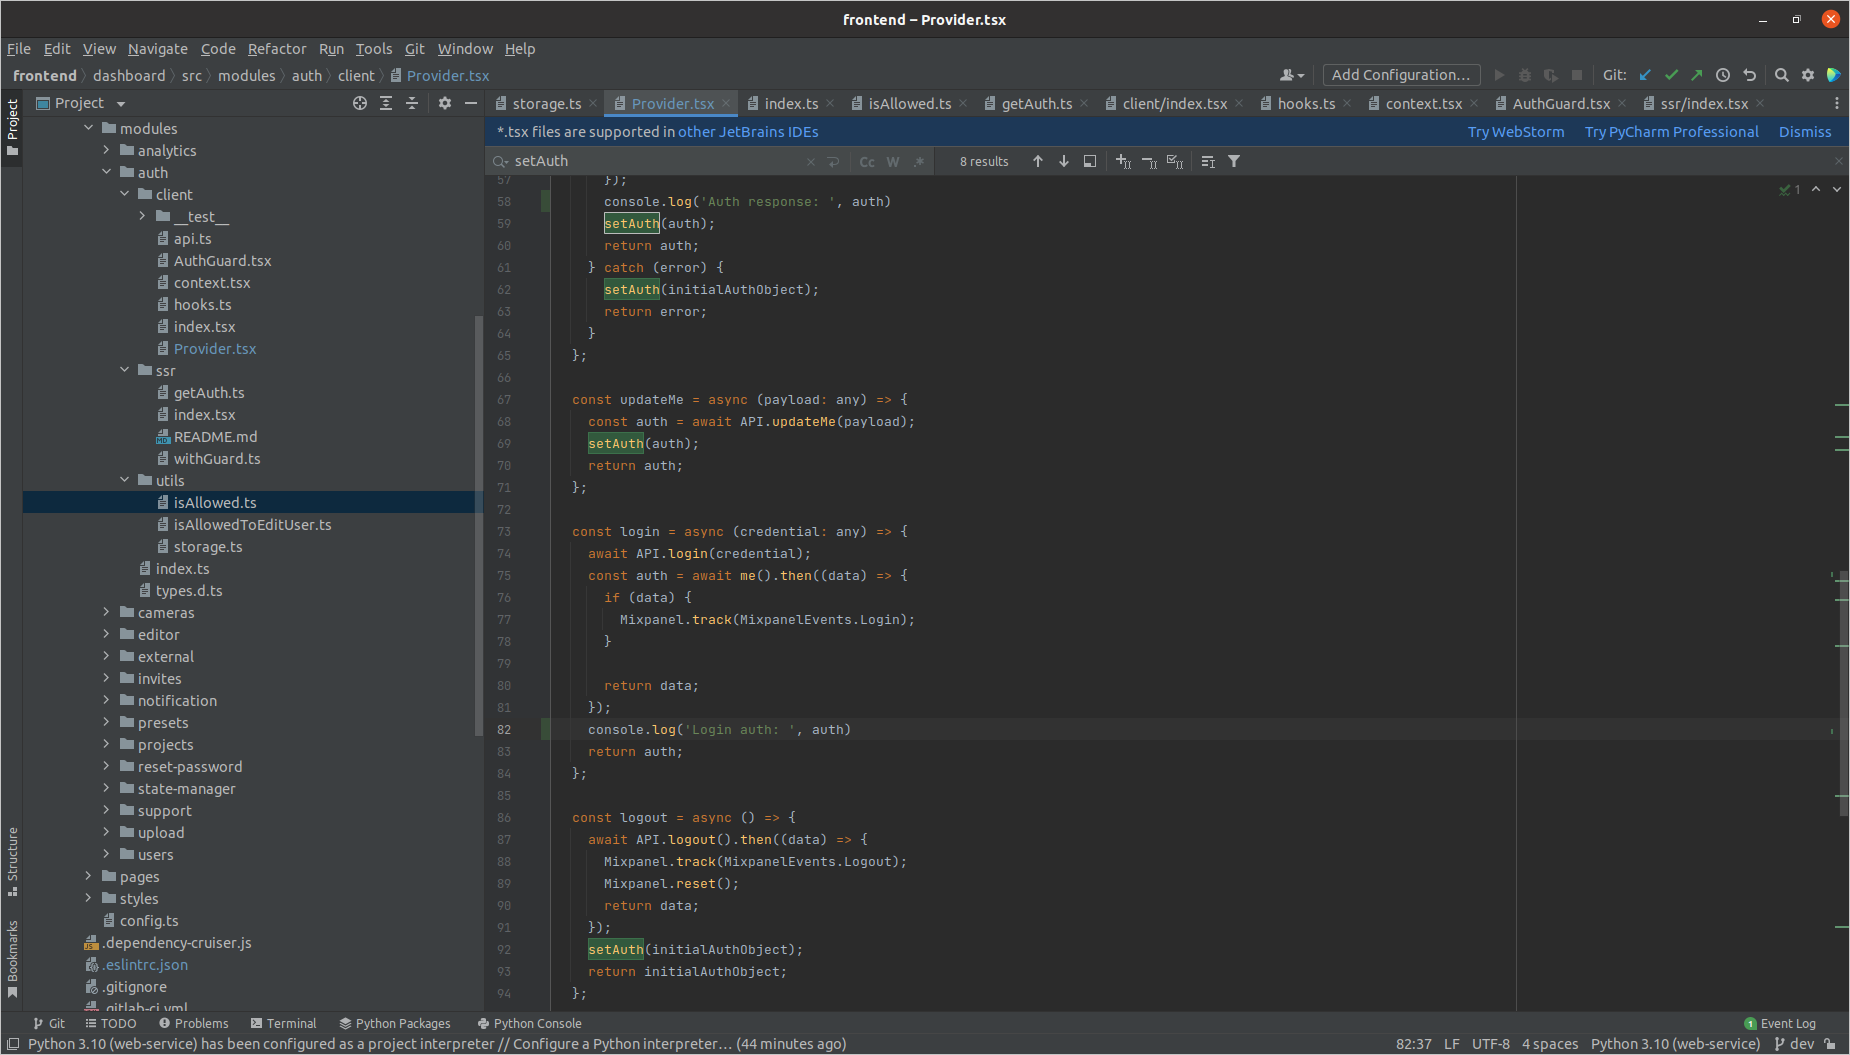 frontend – Provider.tsx
File Edit View Navigate Code Refactor Run Tools Git Window Help
frontend dashboard src modules auth client Provider.tsx
Add Configuration...
Git:
Project
storage.ts Provider.tsx index.ts isAllowed.ts getAuth.ts client/index.tsx hooks.ts context.tsx AuthGuard.tsx ssr/index.tsx
*.tsx files are supported in other JetBrains IDEs
Try WebStorm Try PyCharm Professional Dismiss
setAuth
Cc W .*
8 results
1
Project
Structure
Bookmarks
modules
analytics
auth
client
__test__
api.ts
AuthGuard.tsx
context.tsx
hooks.ts
index.tsx
Provider.tsx
ssr
getAuth.ts
index.tsx
README.md
withGuard.ts
utils
isAllowed.ts
isAllowedToEditUser.ts
storage.ts
index.ts
types.d.ts
cameras
editor
external
invites
notification
presets
projects
reset-password
state-manager
support
upload
users
pages
styles
config.ts
.dependency-cruiser.js
.eslintrc.json
.gitignore
.gitlab-ci.yml
57 });
58 console.log('Auth response: ', auth)
59 setAuth(auth);
60 return auth;
61 } catch (error) {
62 setAuth(initialAuthObject);
63 return error;
64 }
65 };
66
67 const updateMe = async (payload: any) => {
68 const auth = await API.updateMe(payload);
69 setAuth(auth);
70 return auth;
71 };
72
73 const login = async (credential: any) => {
74 await API.login(credential);
75 const auth = await me().then((data) => {
76 if (data) {
77 Mixpanel.track(MixpanelEvents.Login);
78 }
79
80 return data;
81 });
82 console.log('Login auth: ', auth)
83 return auth;
84 };
85
86 const logout = async () => {
87 await API.logout().then((data) => {
88 Mixpanel.track(MixpanelEvents.Logout);
89 Mixpanel.reset();
90 return data;
91 });
92 setAuth(initialAuthObject);
93 return initialAuthObject;
94 };
Git TODO Problems Terminal Python Packages Python Console
1 Event Log
Python 3.10 (web-service) has been configured as a project interpreter // Configure a Python interpreter... (44 minutes ago)
82:37 LF UTF-8 4 spaces Python 3.10 (web-service) dev